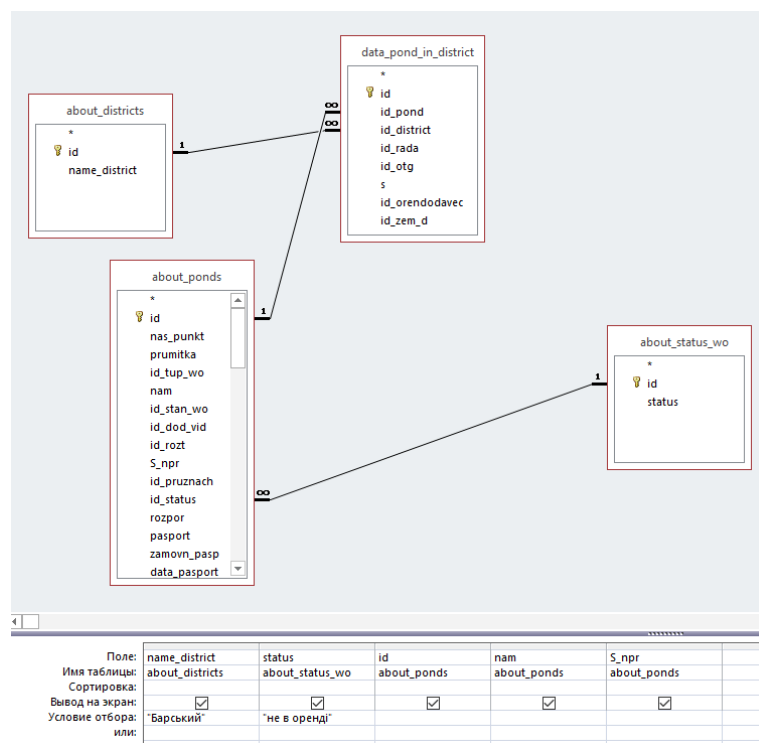 data_pond_in_district
*
id
id_pond
id_district
id_rada
id_otg
s
id_orendodavec
id_zem_d
about_districts
*
id
name_district
1
∞
∞
about_ponds
*
id
nas_punkt
prumitka
id_tup_wo
nam
id_stan_wo
id_dod_vid
id_rozt
S_npr
id_pruznach
id_status
rozpor
pasport
zamovn_pasp
data_pasport
1
∞
about_status_wo
*
id
status
1
Поле: name_district status id nam S_npr
Имя таблицы: about_districts about_status_wo about_ponds about_ponds about_ponds
Сортировка:
Вывод на экран:
Условие отбора: "Барський" "не в оренді"
или: